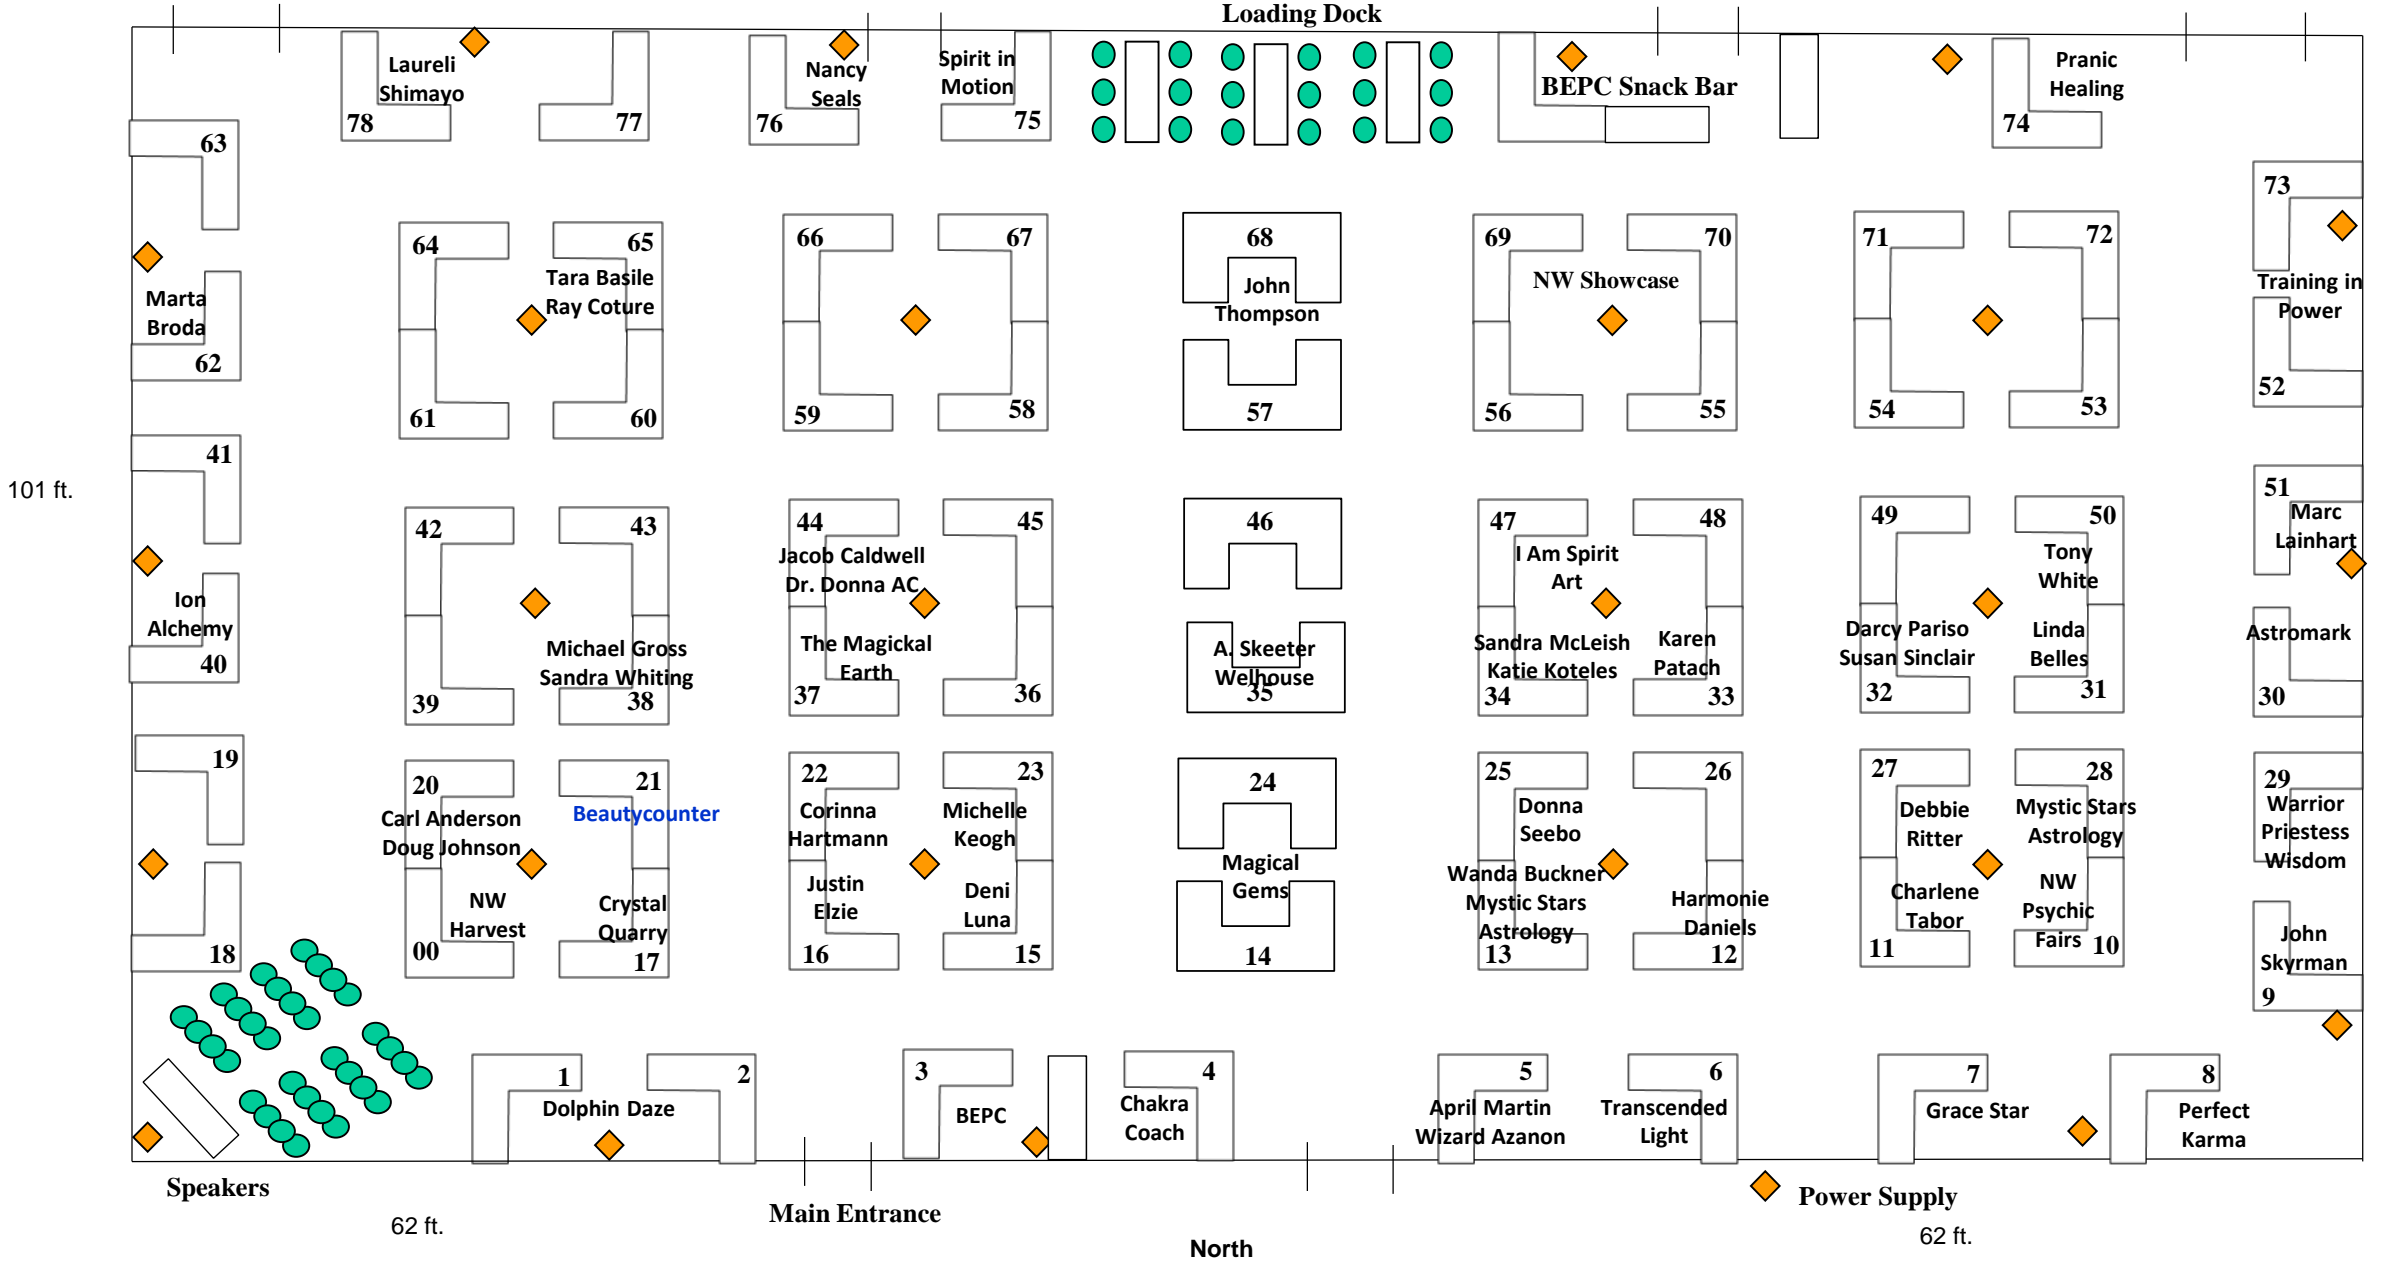 Loading Dock
Laureli
Shimayo
78
77
Nancy
Seals
76
Spirit in
Motion
75
BEPC Snack Bar
Pranic
Healing
74
63
73
64
65
Tara Basile
Ray Coture
66
67
68
John
Thompson
69
70
NW Showcase
71
72
Training in
Power
Marta
Broda
62
61
60
59
58
57
56
55
54
53
52
101 ft.
41
42
43
44
Jacob Caldwell
Dr. Donna AC
45
46
47
I Am Spirit
Art
48
49
50
Tony
White
51
Marc
Lainhart
Ion
Alchemy
40
39
Michael Gross
Sandra Whiting
38
The Magickal
Earth
37
36
A. Skeeter
Welhouse
35
Sandra McLeish
Katie Koteles
34
Karen
Patach
33
Darcy Pariso
Susan Sinclair
32
Linda
Belles
31
Astromark
30
19
20
Carl Anderson
Doug Johnson
21
Beautycounter
22
Corinna
Hartmann
23
Michelle
Keogh
24
Magical
Gems
25
Donna
Seebo
26
27
Debbie
Ritter
28
Mystic Stars
Astrology
29
Warrior
Priestess
Wisdom
18
NW
Harvest
00
Crystal
Quarry
17
Justin
Elzie
16
Deni
Luna
15
14
Wanda Buckner
Mystic Stars
Astrology
13
Harmonie
Daniels
12
Charlene
Tabor
11
NW
Psychic
Fairs
10
John
Skyrman
9
1
Dolphin Daze
2
3
BEPC
4
Chakra
Coach
5
April Martin
Wizard Azanon
6
Transcended
Light
7
Grace Star
8
Perfect
Karma
Speakers
62 ft.
Main Entrance
North
Power Supply
62 ft.